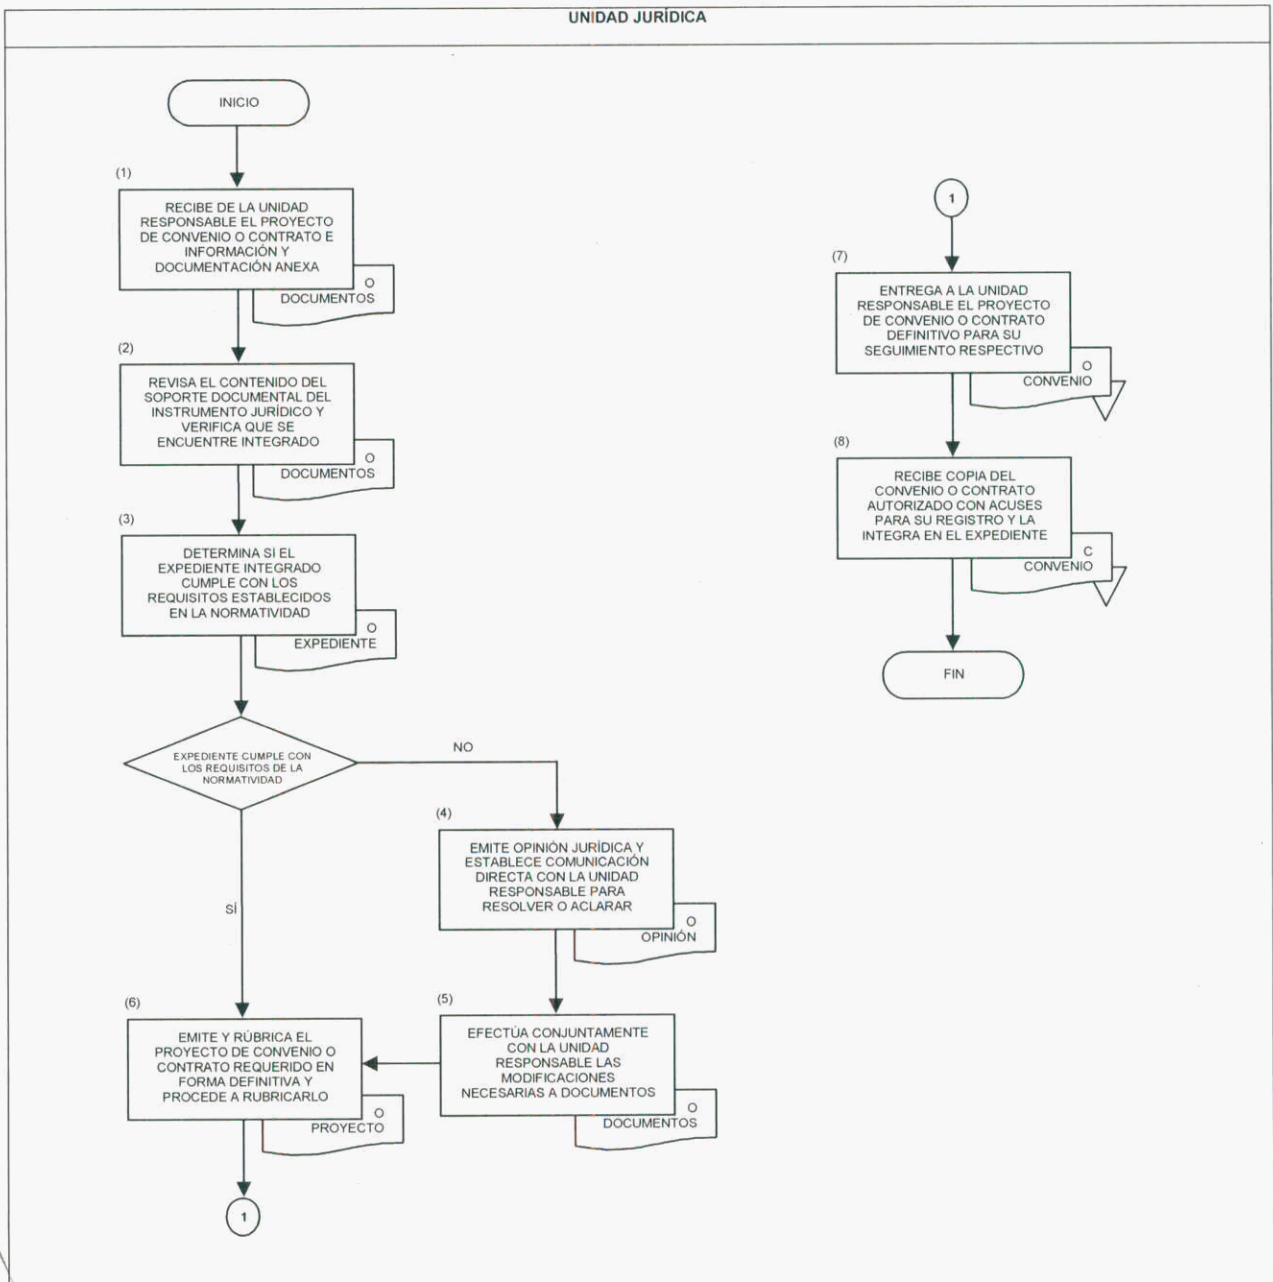 UNIDAD JURÍDICA
INICIO
(1)
RECIBE DE LA UNIDAD
RESPONSABLE EL PROYECTO
DE CONVENIO O CONTRATO E
INFORMACIÓN Y
DOCUMENTACIÓN ANEXA
O
DOCUMENTOS
(2)
REVISA EL CONTENIDO DEL
SOPORTE DOCUMENTAL DEL
INSTRUMENTO JURÍDICO Y
VERIFICA QUE SE
ENCUENTRE INTEGRADO
O
DOCUMENTOS
(3)
DETERMINA SÍ EL
EXPEDIENTE INTEGRADO
CUMPLE CON LOS
REQUISITOS ESTABLECIDOS
EN LA NORMATIVIDAD
O
EXPEDIENTE
EXPEDIENTE CUMPLE CON
LOS REQUISITOS DE LA
NORMATIVIDAD
NO
SÍ
(4)
EMITE OPINIÓN JURÍDICA Y
ESTABLECE COMUNICACIÓN
DIRECTA CON LA UNIDAD
RESPONSABLE PARA
RESOLVER O ACLARAR
O
OPINIÓN
(5)
EFECTÚA CONJUNTAMENTE
CON LA UNIDAD
RESPONSABLE LAS
MODIFICACIONES
NECESARIAS A DOCUMENTOS
O
DOCUMENTOS
(6)
EMITE Y RÚBRICA EL
PROYECTO DE CONVENIO O
CONTRATO REQUERIDO EN
FORMA DEFINITIVA Y
PROCEDE A RUBRICARLO
O
PROYECTO
1
1
(7)
ENTREGA A LA UNIDAD
RESPONSABLE EL PROYECTO
DE CONVENIO O CONTRATO
DEFINITIVO PARA SU
SEGUIMIENTO RESPECTIVO
O
CONVENIO
(8)
RECIBE COPIA DEL
CONVENIO O CONTRATO
AUTORIZADO CON ACUSES
PARA SU REGISTRO Y LA
INTEGRA EN EL EXPEDIENTE
C
CONVENIO
FIN